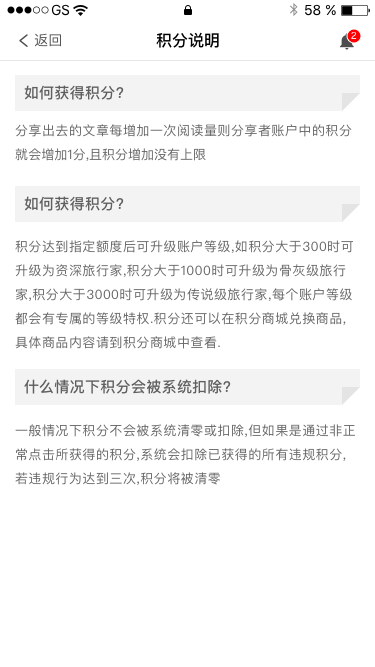 GS 58 %
返回 积分说明 2
如何获得积分?
分享出去的文章每增加一次阅读量则分享者账户中的积分
就会增加1分,且积分增加没有上限
如何获得积分?
积分达到指定额度后可升级账户等级,如积分大于300时可
升级为资深旅行家,积分大于1000时可升级为骨灰级旅行
家,积分大于3000时可升级为传说级旅行家,每个账户等级
都会有专属的等级特权.积分还可以在积分商城兑换商品,
具体商品内容请到积分商城中查看.
什么情况下积分会被系统扣除?
一般情况下积分不会被系统清零或扣除,但如果是通过非正
常点击所获得的积分,系统会扣除已获得的所有违规积分,
若违规行为达到三次,积分将被清零